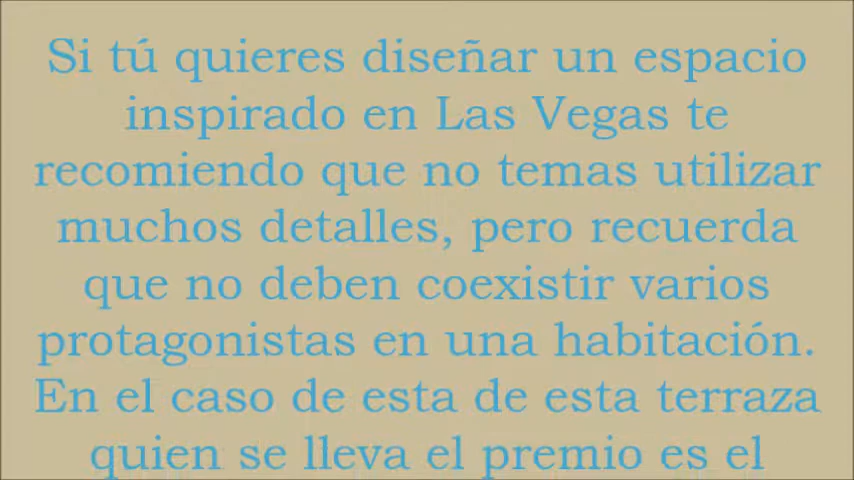 Si tú quieres diseñar un espacio
inspirado en Las Vegas te
recomiendo que no temas utilizar
muchos detalles, pero recuerda
que no deben coexistir varios
protagonistas en una habitación.
En el caso de esta de esta terraza
quien se lleva el premio es el